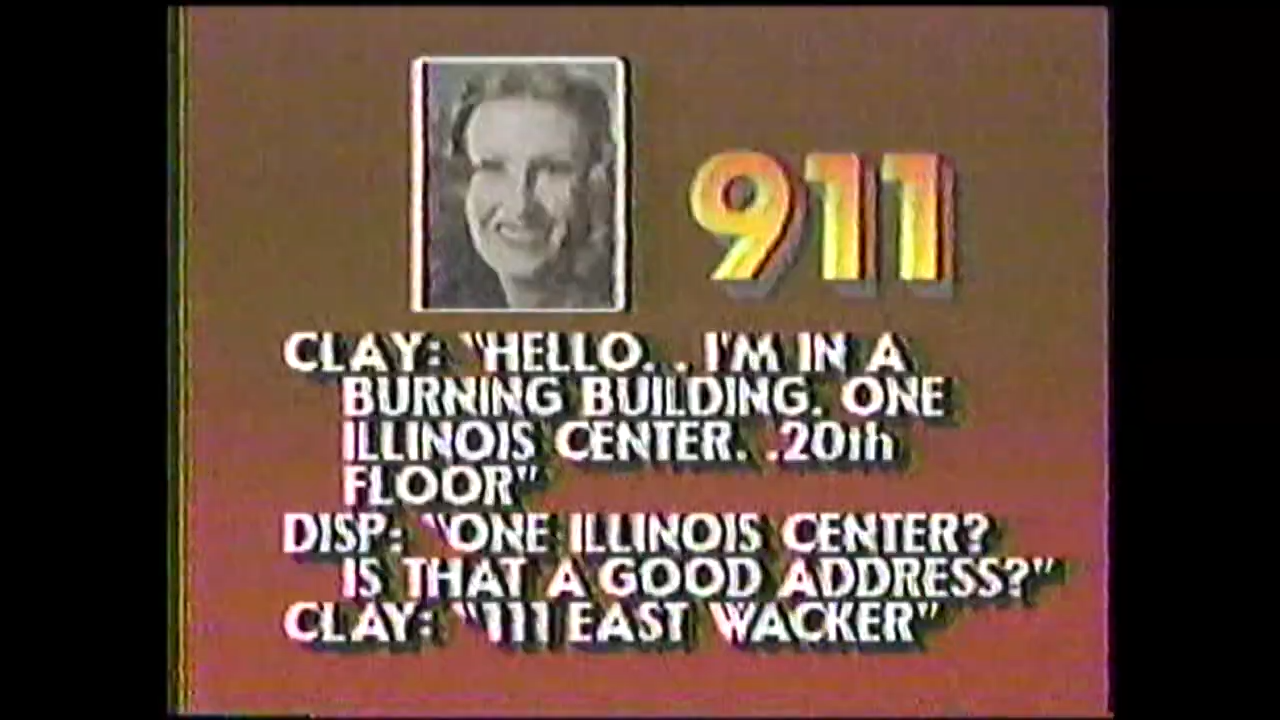 911
CLAY: "HELLO. . I'M IN A
BURNING BUILDING. ONE
ILLINOIS CENTER. .20th
FLOOR"
DISP: "ONE ILLINOIS CENTER?
IS THAT A GOOD ADDRESS?"
CLAY: "111 EAST WACKER"